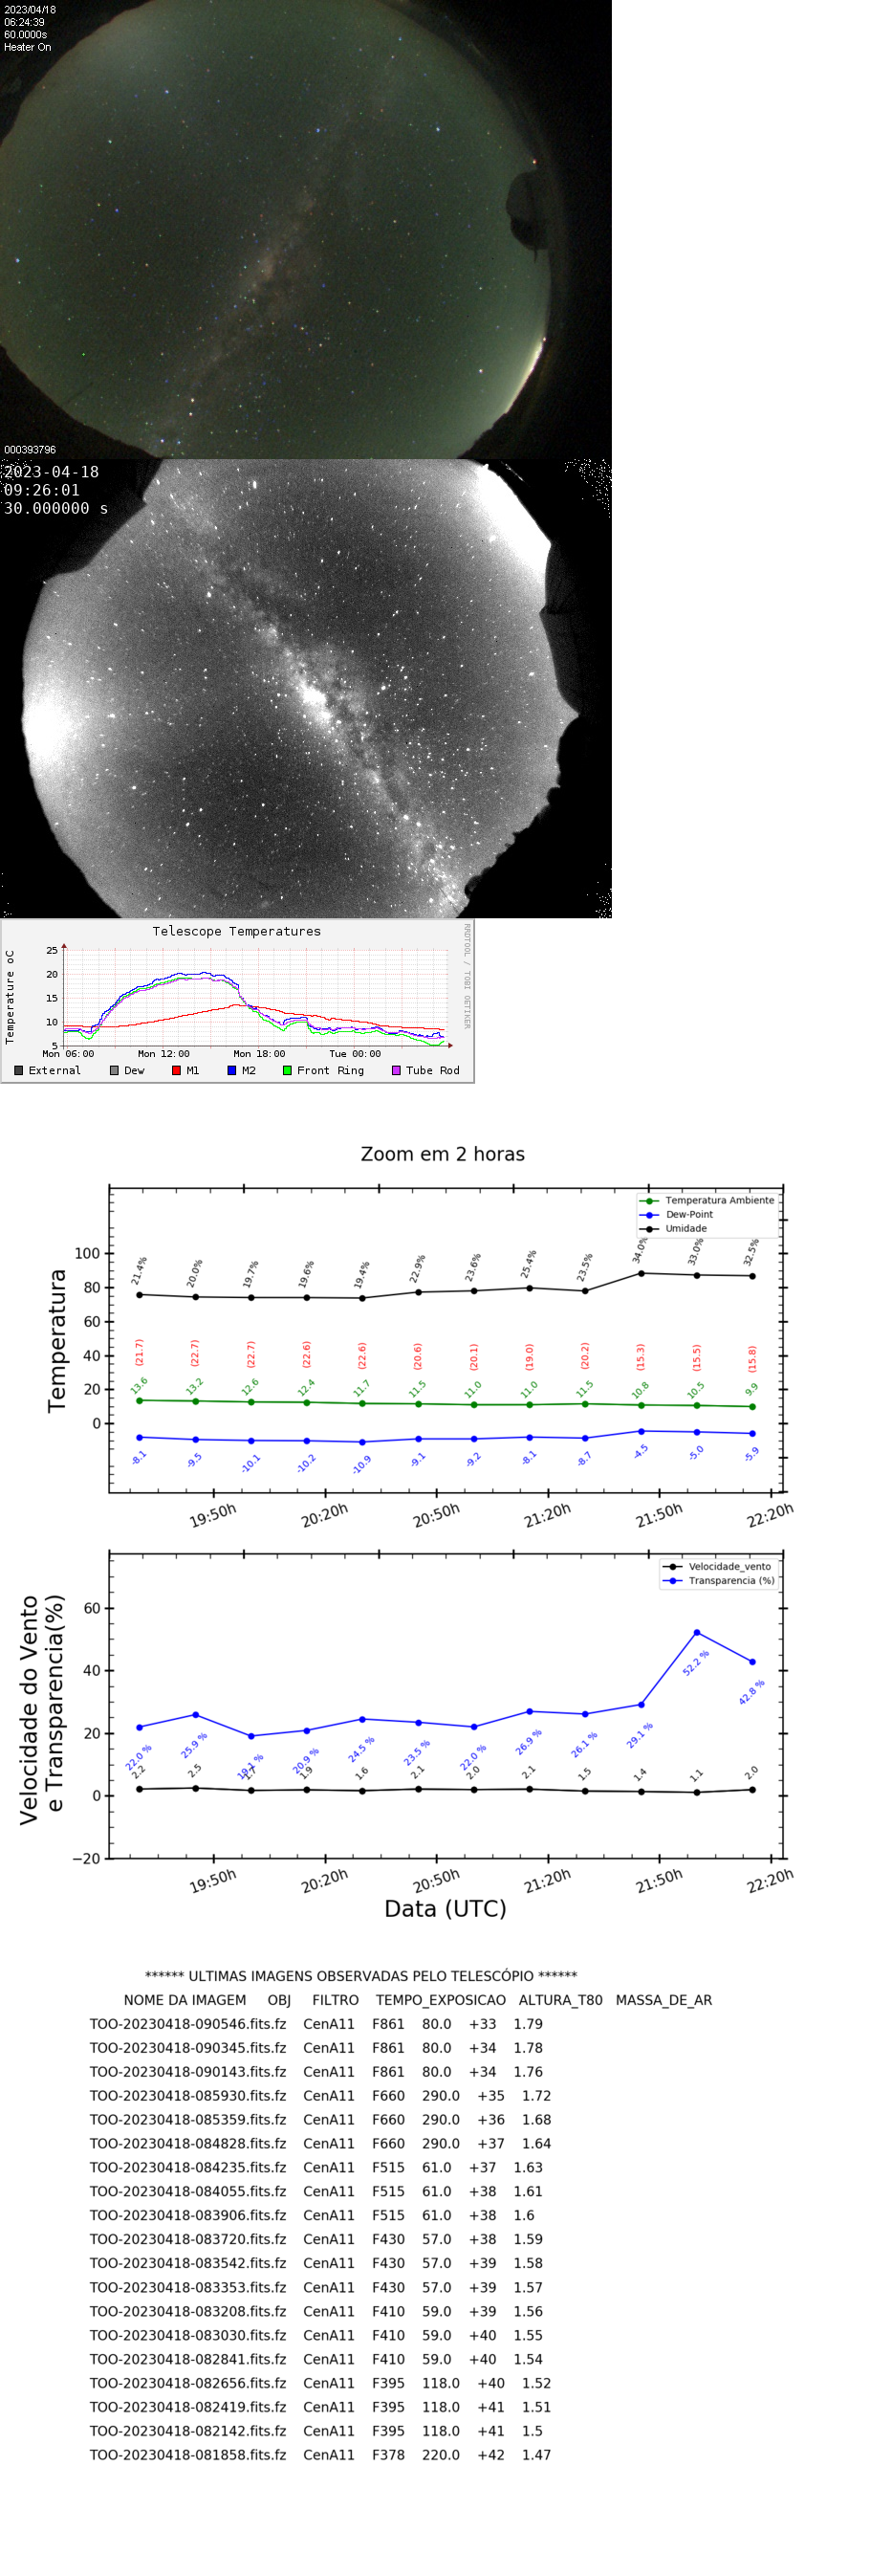 2023/04/18
06:24:39
60.0000s
Heater On
000393796
2023-04-18
09:26:01
30.000000 s
Telescope Temperatures
RRDTOOL / TOBI OETIKER
Temperature oC
25
20
15
10
5
Mon 06:00 Mon 12:00 Mon 18:00 Tue 00:00
External Dew M1 M2 Front Ring Tube Rod
Zoom em 2 horas
Temperatura Ambiente
Dew-Point
Umidade
Temperatura
100
80
60
40
20
0
21.4% 20.0% 19.7% 19.6% 19.4% 22.9% 23.6% 25.4% 23.5% 34.0% 33.0% 32.5%
(21.7) (22.7) (22.7) (22.6) (22.6) (20.6) (20.1) (19.0) (20.2) (15.3) (15.5) (15.8)
13.6 13.2 12.6 12.4 11.7 11.5 11.0 11.0 11.5 10.8 10.5 9.9
-8.1 -9.5 -10.1 -10.2 -10.9 -9.1 -9.2 -8.1 -8.7 -4.5 -5.0 -5.9
19:50h 20:20h 20:50h 21:20h 21:50h 22:20h
Velocidade_vento
Transparencia (%)
Velocidade do Vento
e Transparencia(%)
60
40
20
0
−20
22.0 % 25.9 % 19.1 % 20.9 % 24.5 % 23.5 % 22.0 % 26.9 % 26.1 % 29.1 % 52.2 % 42.8 %
2.2 2.5 1.7 1.9 1.6 2.1 2.0 2.1 1.5 1.4 1.1 2.0
19:50h 20:20h 20:50h 21:20h 21:50h 22:20h
Data (UTC)
****** ULTIMAS IMAGENS OBSERVADAS PELO TELESCÓPIO ******
NOME DA IMAGEM OBJ FILTRO TEMPO_EXPOSICAO ALTURA_T80 MASSA_DE_AR
TOO-20230418-090546.fits.fz CenA11 F861 80.0 +33 1.79
TOO-20230418-090345.fits.fz CenA11 F861 80.0 +34 1.78
TOO-20230418-090143.fits.fz CenA11 F861 80.0 +34 1.76
TOO-20230418-085930.fits.fz CenA11 F660 290.0 +35 1.72
TOO-20230418-085359.fits.fz CenA11 F660 290.0 +36 1.68
TOO-20230418-084828.fits.fz CenA11 F660 290.0 +37 1.64
TOO-20230418-084235.fits.fz CenA11 F515 61.0 +37 1.63
TOO-20230418-084055.fits.fz CenA11 F515 61.0 +38 1.61
TOO-20230418-083906.fits.fz CenA11 F515 61.0 +38 1.6
TOO-20230418-083720.fits.fz CenA11 F430 57.0 +38 1.59
TOO-20230418-083542.fits.fz CenA11 F430 57.0 +39 1.58
TOO-20230418-083353.fits.fz CenA11 F430 57.0 +39 1.57
TOO-20230418-083208.fits.fz CenA11 F410 59.0 +39 1.56
TOO-20230418-083030.fits.fz CenA11 F410 59.0 +40 1.55
TOO-20230418-082841.fits.fz CenA11 F410 59.0 +40 1.54
TOO-20230418-082656.fits.fz CenA11 F395 118.0 +40 1.52
TOO-20230418-082419.fits.fz CenA11 F395 118.0 +41 1.51
TOO-20230418-082142.fits.fz CenA11 F395 118.0 +41 1.5
TOO-20230418-081858.fits.fz CenA11 F378 220.0 +42 1.47